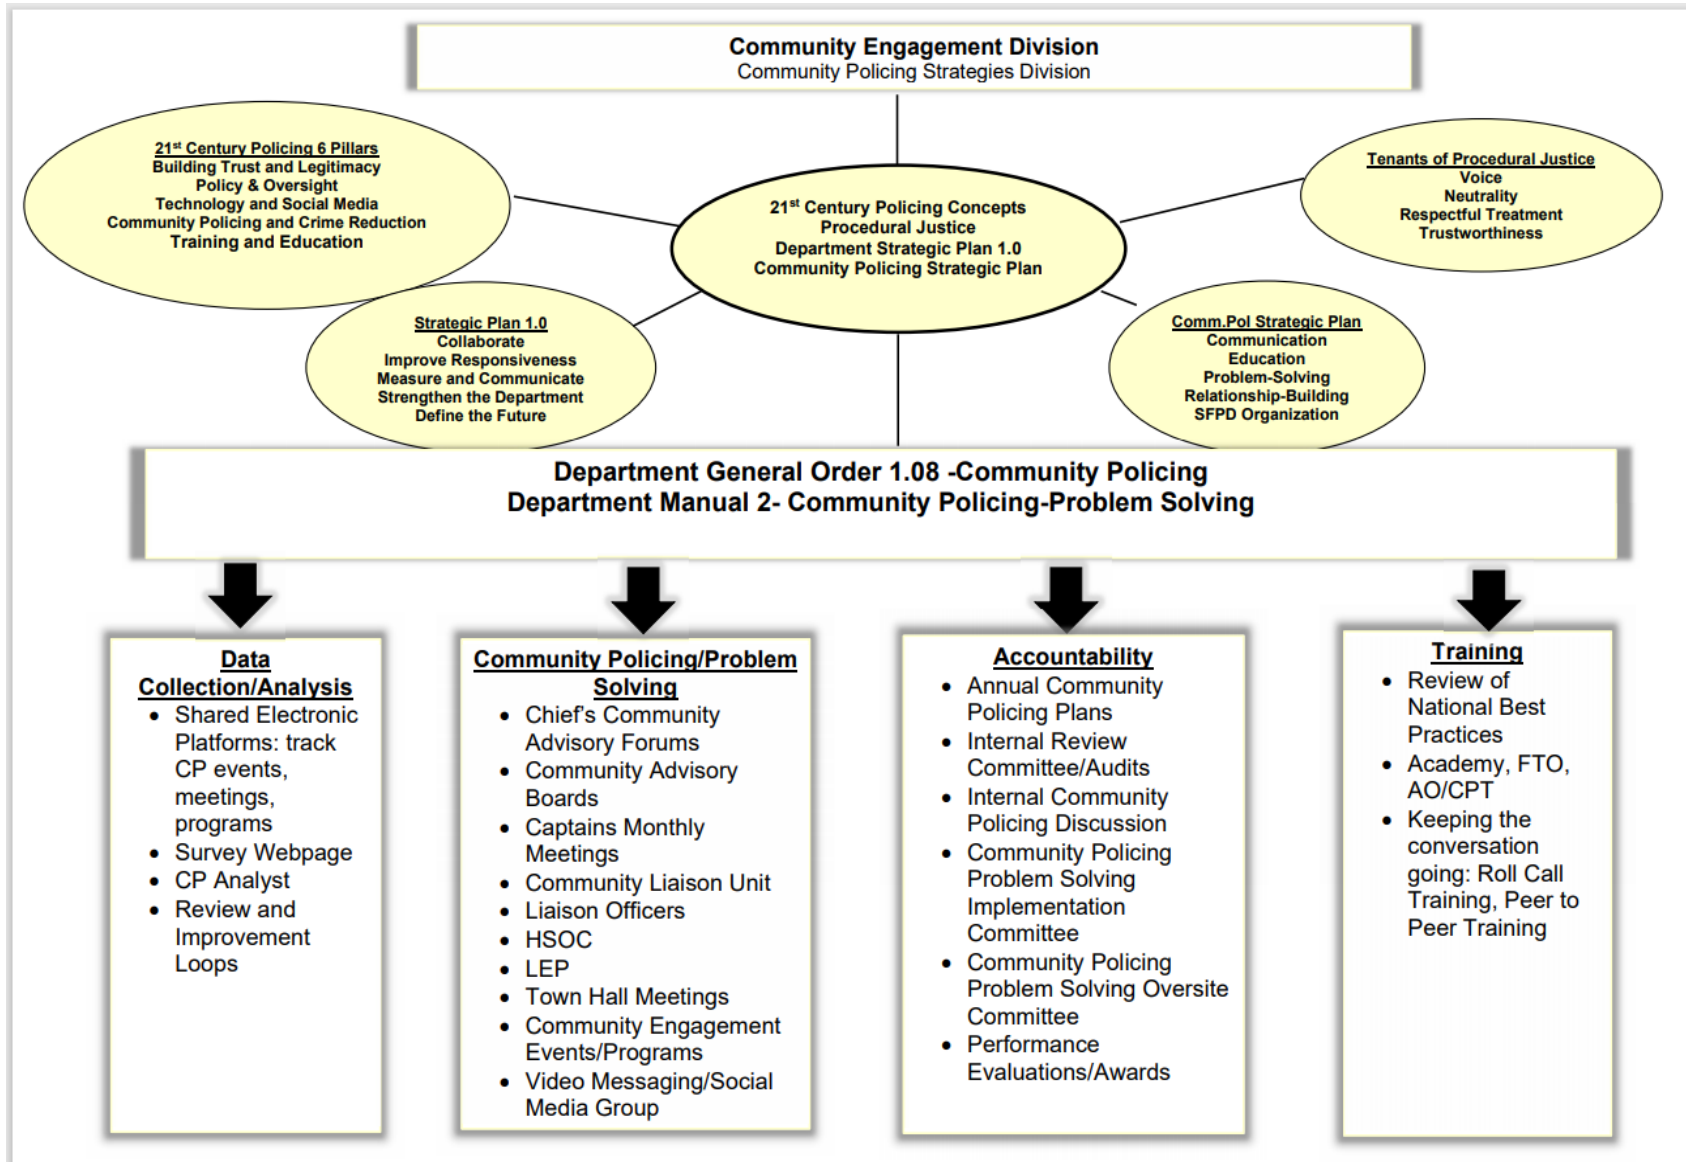 Community Engagement Division
Community Policing Strategies Division
21st Century Policing 6 Pillars
Building Trust and Legitimacy
Policy & Oversight
Technology and Social Media
Community Policing and Crime Reduction
Training and Education
21st Century Policing Concepts
Procedural Justice
Department Strategic Plan 1.0
Community Policing Strategic Plan
Tenants of Procedural Justice
Voice
Neutrality
Respectful Treatment
Trustworthiness
Strategic Plan 1.0
Collaborate
Improve Responsiveness
Measure and Communicate
Strengthen the Department
Define the Future
Comm.Pol Strategic Plan
Communication
Education
Problem-Solving
Relationship-Building
SFPD Organization
Department General Order 1.08 -Community Policing
Department Manual 2- Community Policing-Problem Solving
Data
Collection/Analysis
• Shared Electronic
Platforms: track
CP events,
meetings,
programs
• Survey Webpage
• CP Analyst
• Review and
Improvement
Loops
Community Policing/Problem
Solving
• Chief's Community
Advisory Forums
• Community Advisory
Boards
• Captains Monthly
Meetings
• Community Liaison Unit
• Liaison Officers
• HSOC
• LEP
• Town Hall Meetings
• Community Engagement
Events/Programs
• Video Messaging/Social
Media Group
Accountability
• Annual Community
Policing Plans
• Internal Review
Committee/Audits
• Internal Community
Policing Discussion
• Community Policing
Problem Solving
Implementation
Committee
• Community Policing
Problem Solving Oversite
Committee
• Performance
Evaluations/Awards
Training
• Review of
National Best
Practices
• Academy, FTO,
AO/CPT
• Keeping the
conversation
going: Roll Call
Training, Peer to
Peer Training